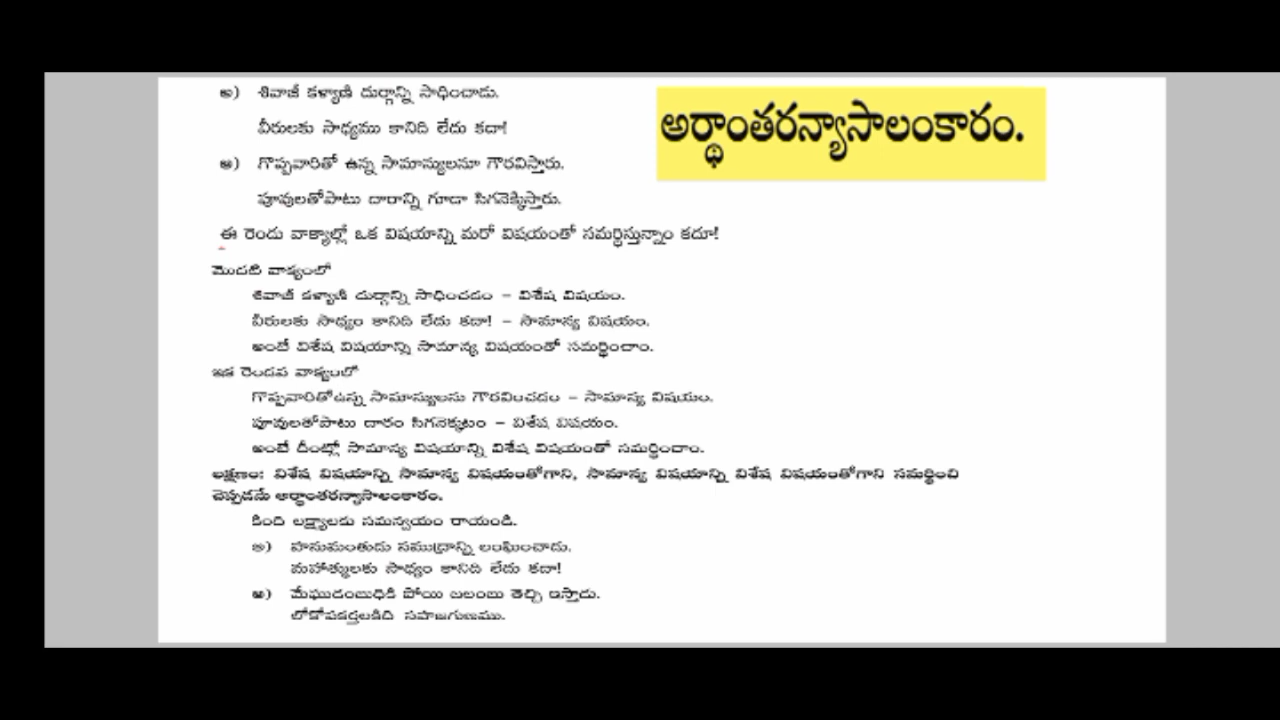 అ) శివాజీ కళ్యాణి దుర్గాన్ని సాధించాడు.
అర్థాంతరన్యాసాలంకారం.
వీరులకు సాధ్యము కానిది లేదు కదా!
ఆ) గొప్పవారితో ఉన్న సామాన్యులనూ గౌరవిస్తారు.
పూవులతోపాటు దారాన్ని గూడా సిగనెక్కిస్తారు.
ఈ రెండు వాక్యాల్లో ఒక విషయాన్ని మరో విషయంతో సమర్థిస్తున్నాం కదూ!
మొదటి వాక్యంలో
శివాజీ కళ్యాణి దుర్గాన్ని సాధించడం – విశేష విషయం.
వీరులకు సాధ్యం కానిది లేదు కదా! – సామాన్య విషయం.
అంటే విశేష విషయాన్ని సామాన్య విషయంతో సమర్థించాం.
ఇక రెండవ వాక్యంలో
గొప్పవారితోఉన్న సామాన్యులను గౌరవించడం – సామాన్య విషయం.
పూవులతోపాటు దారం సిగనెక్కటం – విశేష విషయం.
అంటే దీంట్లో సామాన్య విషయాన్ని విశేష విషయంతో సమర్థించాం.
లక్షణం: విశేష విషయాన్ని సామాన్య విషయంతోగాని, సామాన్య విషయాన్ని విశేష విషయంతోగాని సమర్థించి
చెప్పడమే అర్థాంతరన్యాసాలంకారం.
కింది లక్ష్యాలకు సమన్వయం రాయండి.
అ) హనుమంతుడు సముద్రాన్ని లంఘించాడు.
మహాత్ములకు సాధ్యం కానిది లేదు కదా!
ఆ) మేఘుడంబుధికి పోయి జలంబు తెచ్చి ఇస్తాడు.
లోకోపకర్తలకిది సహజగుణము.